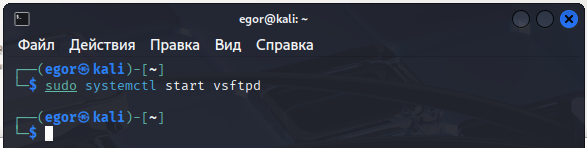 egor@kali: ~
Файл Действия Правка Вид Справка
┌──(egor㉿kali)-[~]
└─$ sudo systemctl start vsftpd
┌──(egor㉿kali)-[~]
└─$